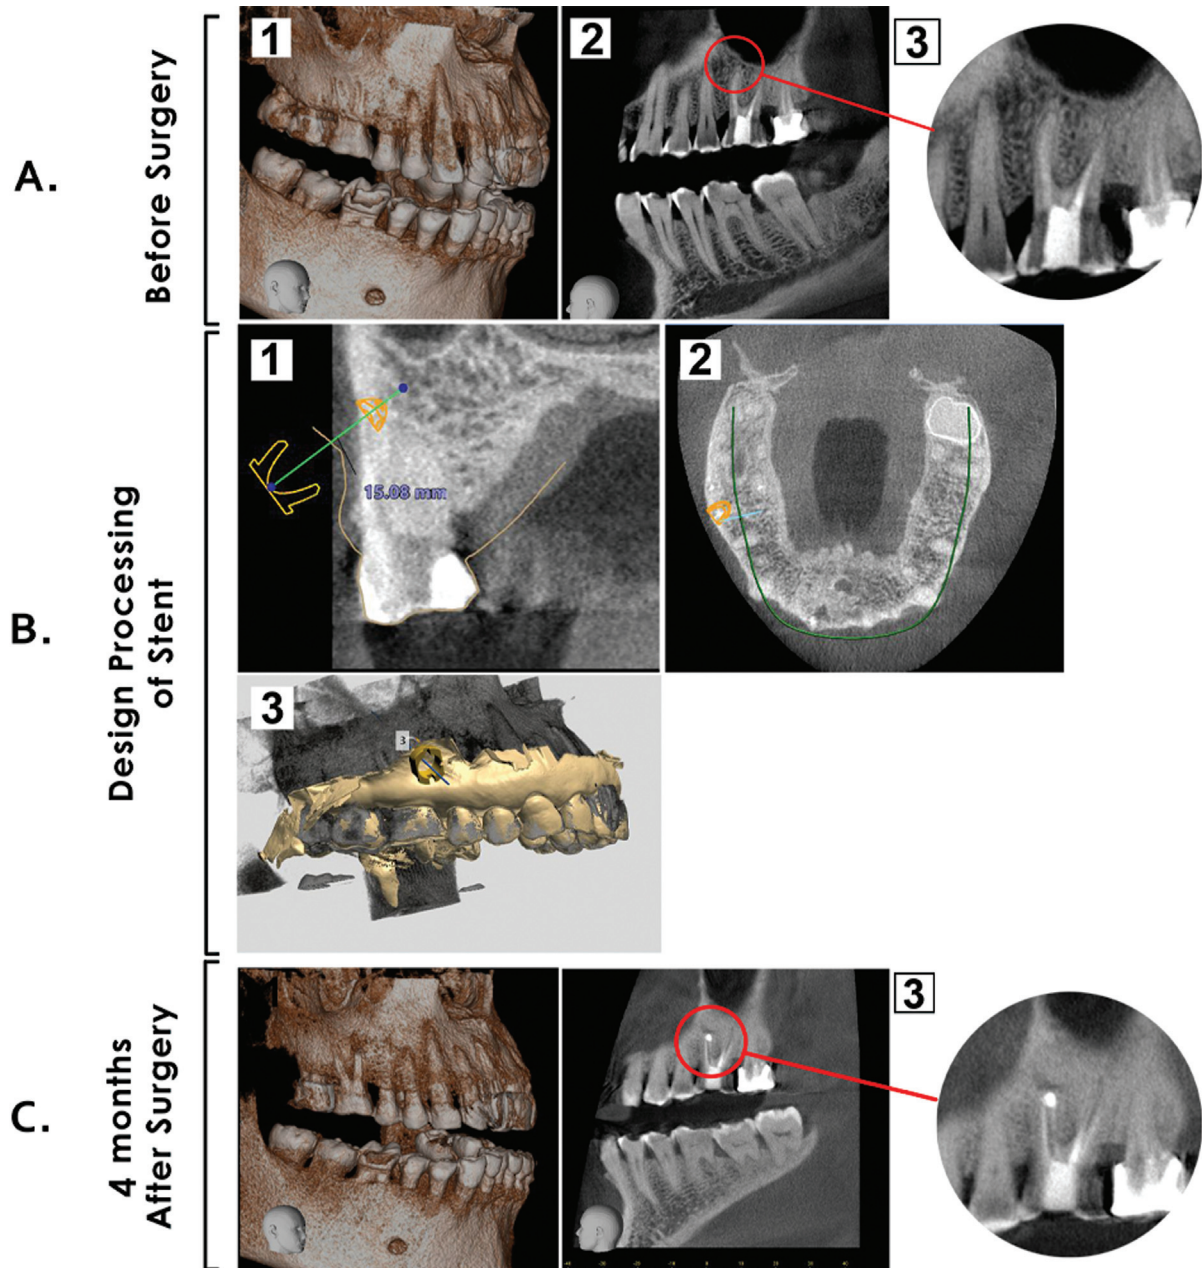 A.
Before Surgery
1
2
3
B.
Design Processing
of Stent
1
15.08 mm
2
3
3
C.
4 months
After Surgery
3